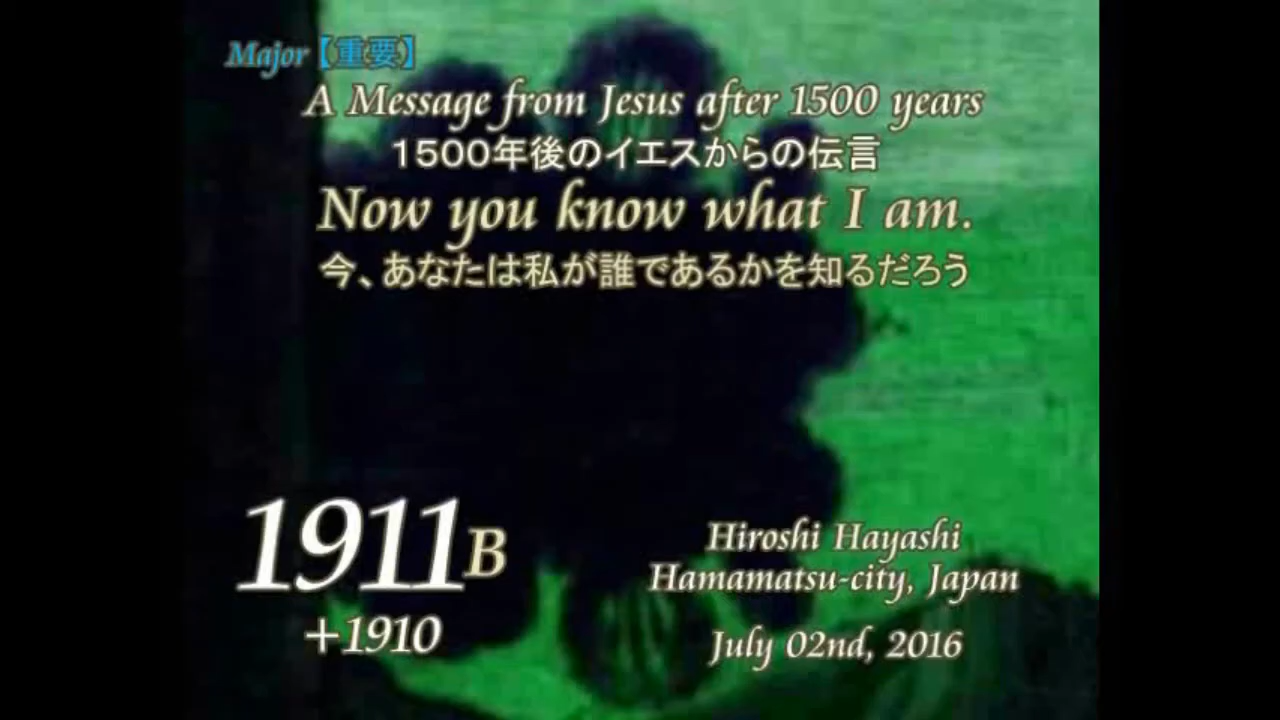 Major【重要】
A Message from Jesus after 1500 years
１５００年後のイエスからの伝言
Now you know what I am.
今、あなたは私が誰であるかを知るだろう
1911B
+1910
Hiroshi Hayashi
Hamamatsu-city, Japan
July 02nd, 2016